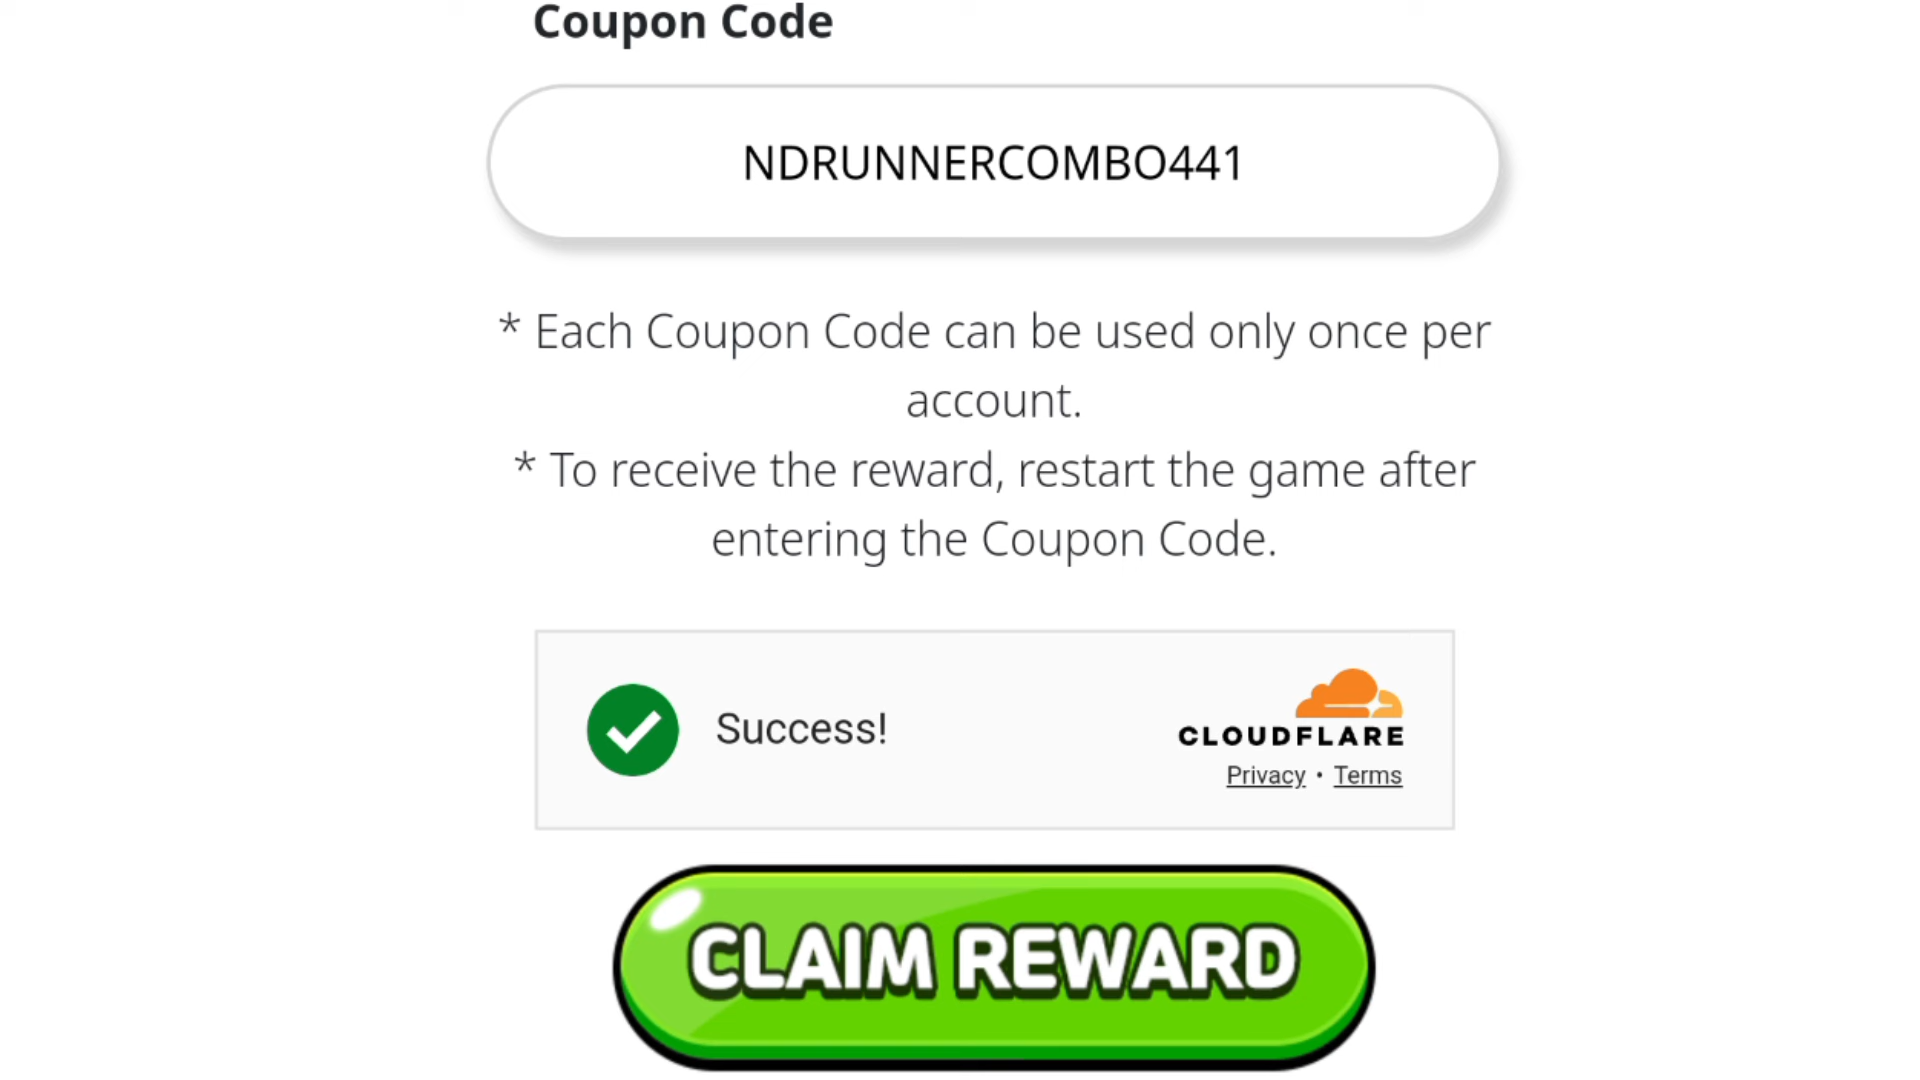 Coupon Code
NDRUNNERCOMBO441
* Each Coupon Code can be used only once per
account.
* To receive the reward, restart the game after
entering the Coupon Code.
Success!
CLOUDFLARE
Privacy • Terms
CLAIM REWARD